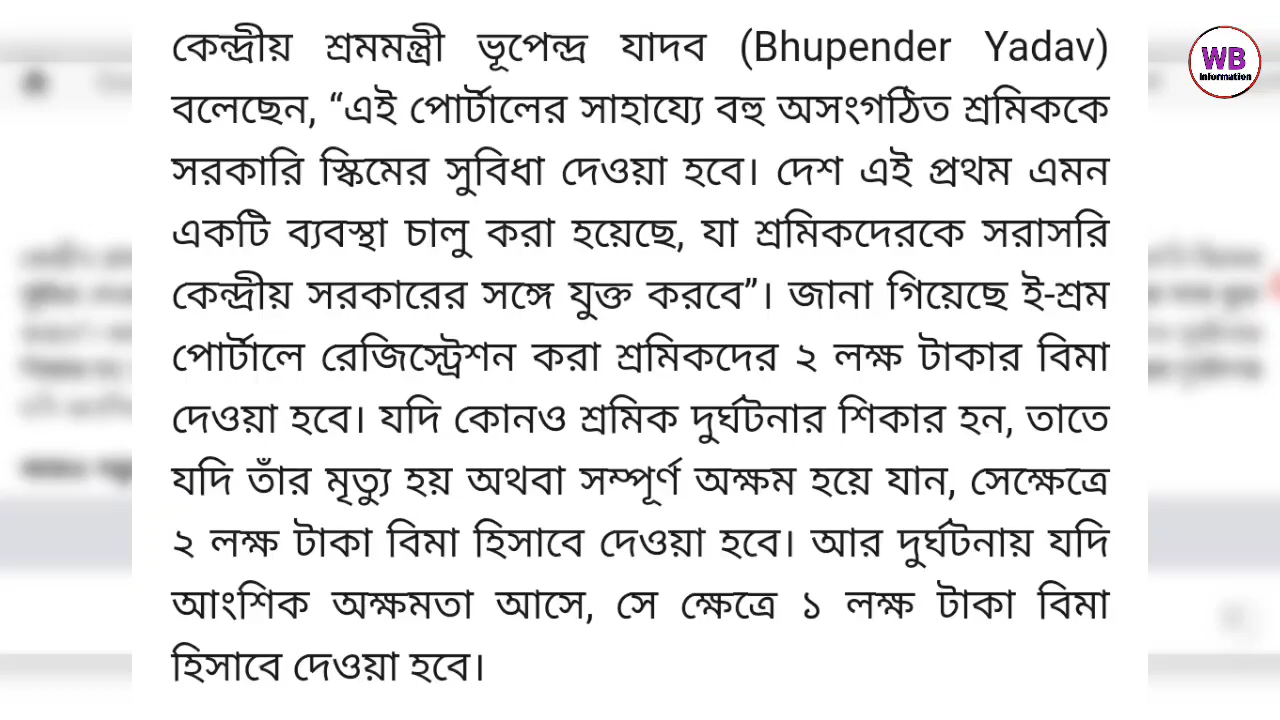 কেন্দ্রীয় শ্রমমন্ত্রী ভূপেন্দ্র যাদব (Bhupender Yadav)
বলেছেন, “এই পোর্টালের সাহায্যে বহু অসংগঠিত শ্রমিককে
সরকারি স্কিমের সুবিধা দেওয়া হবে। দেশ এই প্রথম এমন
একটি ব্যবস্থা চালু করা হয়েছে, যা শ্রমিকদেরকে সরাসরি
কেন্দ্রীয় সরকারের সঙ্গে যুক্ত করবে”। জানা গিয়েছে ই-শ্রম
পোর্টালে রেজিস্ট্রেশন করা শ্রমিকদের ২ লক্ষ টাকার বিমা
দেওয়া হবে। যদি কোনও শ্রমিক দুর্ঘটনার শিকার হন, তাতে
যদি তাঁর মৃত্যু হয় অথবা সম্পূর্ণ অক্ষম হয়ে যান, সেক্ষেত্রে
২ লক্ষ টাকা বিমা হিসাবে দেওয়া হবে। আর দুর্ঘটনায় যদি
আংশিক অক্ষমতা আসে, সে ক্ষেত্রে ১ লক্ষ টাকা বিমা
হিসাবে দেওয়া হবে।
WB
Information